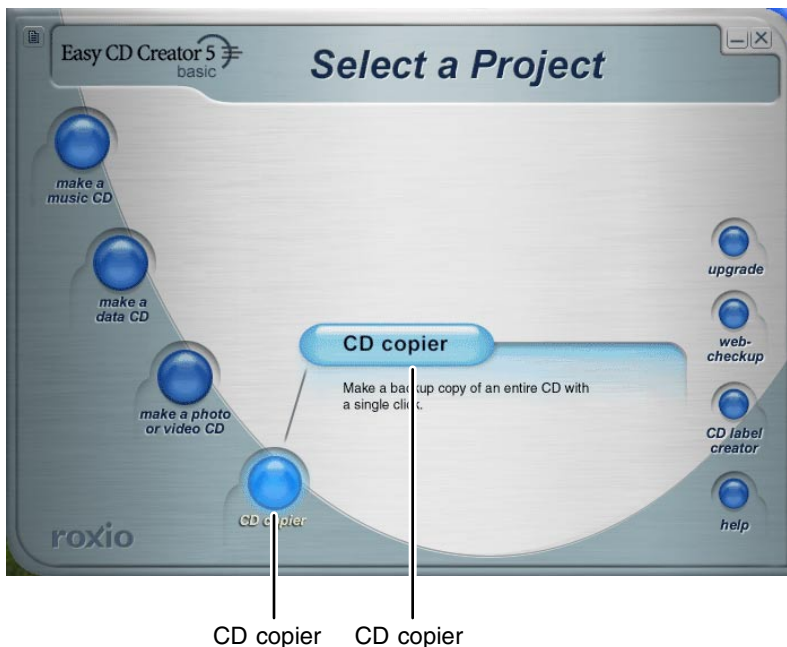 Easy CD Creator 5
basic
Select a Project
make a
music CD
make a
data CD
make a photo
or video CD
CD copier
Make a backup copy of an entire CD with
a single click.
CD copier
upgrade
web-
checkup
CD label
creator
help
roxio
CD copier
CD copier